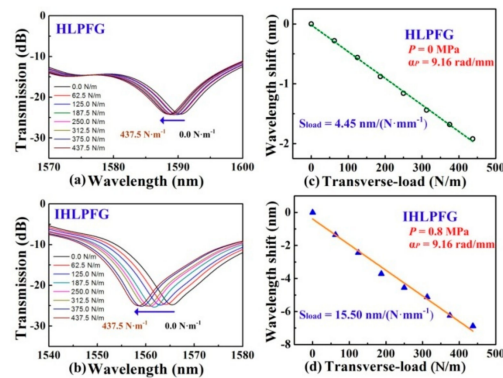 HLPFG
0.0 N/m
62.5 N/m
125.0 N/m
187.5 N/m
250.0 N/m
312.5 N/m
375.0 N/m
437.5 N/m
437.5 N·m⁻¹
0.0 N·m⁻¹
Transmission (dB)
-10
-20
-30
1570
1580
1590
1600
(a) Wavelength (nm)
HLPFG
P = 0 MPa
αP = 9.16 rad/mm
Sload = 4.45 nm/(N·mm⁻¹)
Wavelength shift (nm)
0
-1
-2
0
100
200
300
400
500
(c) Transverse-load (N/m)
IHLPFG
0.0 N/m
62.5 N/m
125.0 N/m
187.5 N/m
250.0 N/m
312.5 N/m
375.0 N/m
437.5 N/m
437.5 N·m⁻¹
0.0 N·m⁻¹
Transmission (dB)
0
-10
-20
-30
1540
1550
1560
1570
1580
(b) Wavelength (nm)
IHLPFG
P = 0.8 MPa
αP = 9.16 rad/mm
Sload = 15.50 nm/(N·mm⁻¹)
Wavelength shift (nm)
0
-2
-4
-6
-8
0
100
200
300
400
500
(d) Transverse-load (N/m)